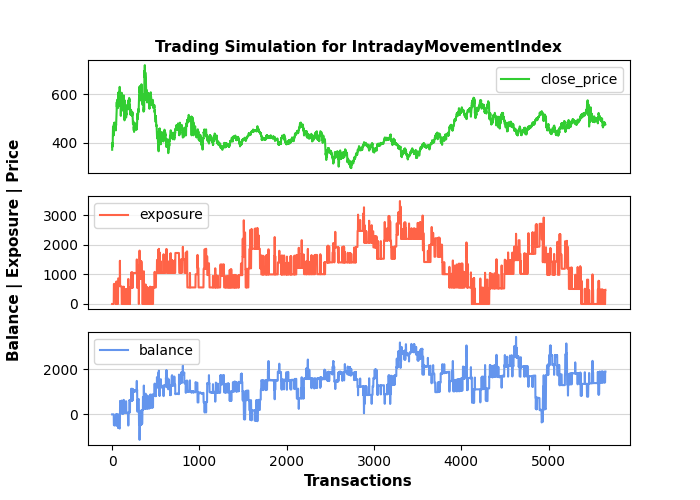 Trading Simulation for IntradayMovementIndex
close_price
600
400
exposure
3000
2000
1000
0
balance
2000
0
0
1000
2000
3000
4000
5000
Transactions
Balance | Exposure | Price